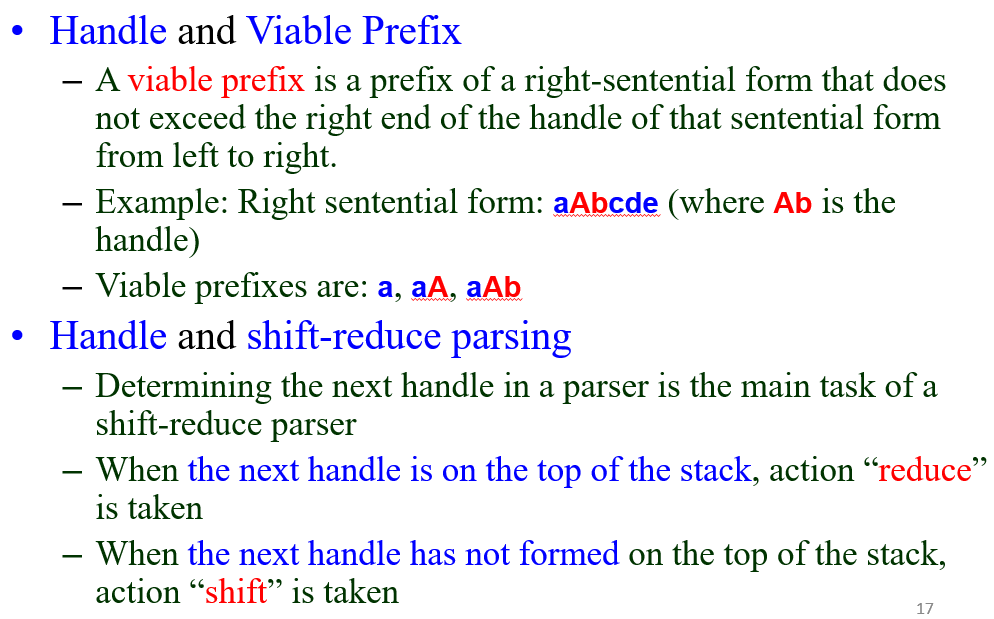 • Handle and Viable Prefix
– A viable prefix is a prefix of a right-sentential form that does
not exceed the right end of the handle of that sentential form
from left to right.
– Example: Right sentential form: aAbcde (where Ab is the
handle)
– Viable prefixes are: a, aA, aAb
• Handle and shift-reduce parsing
– Determining the next handle in a parser is the main task of a
shift-reduce parser
– When the next handle is on the top of the stack, action “reduce”
is taken
– When the next handle has not formed on the top of the stack,
action “shift” is taken
17